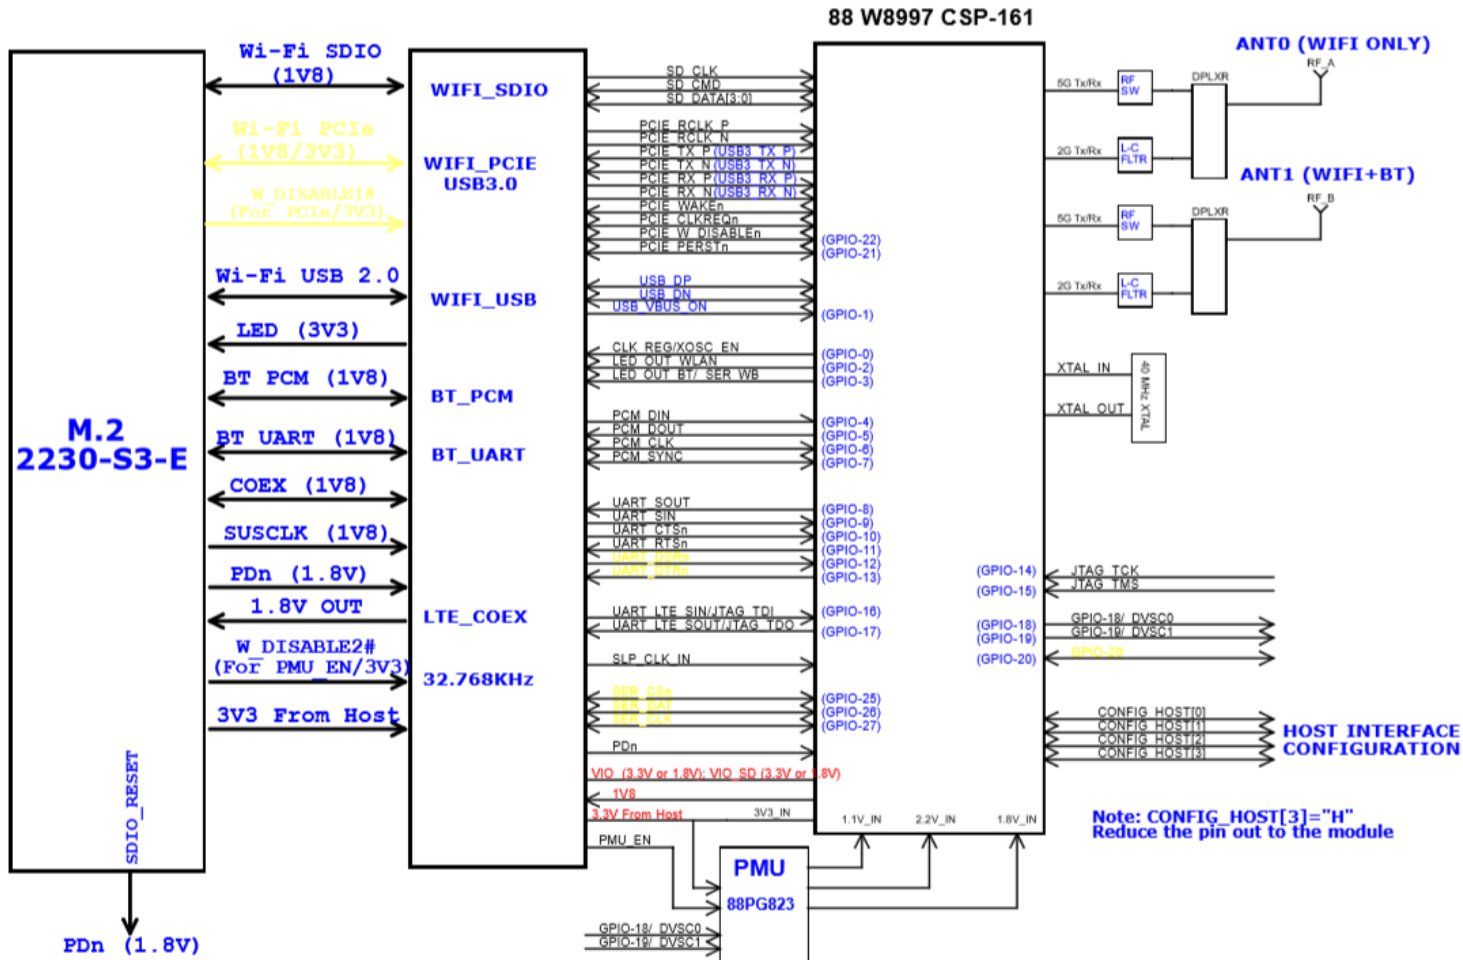 88 W8997 CSP-161
Wi-Fi SDIO
(1V8)
Wi-Fi PCIe
(1V8/3V3)
W_DISABLE1#
(For PCIe/3V3)
Wi-Fi USB 2.0
LED (3V3)
BT PCM (1V8)
BT UART (1V8)
COEX (1V8)
SUSCLK (1V8)
PDn (1.8V)
1.8V OUT
W_DISABLE2#
(For PMU_EN/3V3)
3V3 From Host
M.2
2230-S3-E
SDIO_RESET
PDn (1.8V)
WIFI_SDIO
WIFI_PCIE
USB3.0
WIFI_USB
BT_PCM
BT_UART
LTE_COEX
32.768KHz
SD_CLK
SD_CMD
SD_DATA[3:0]
PCIE_RCLK_P
PCIE_RCLK_N
PCIE_TX_P(USB3_TX_P)
PCIE_TX_N(USB3_TX_N)
PCIE_RX_P(USB3_RX_P)
PCIE_RX_N(USB3_RX_N)
PCIE_WAKEn
PCIE_CLKREQn
PCIE_W_DISABLEn
PCIE_PERSTn
USB_DP
USB_DN
USB_VBUS_ON
CLK_REG/XOSC_EN
LED_OUT_WLAN
LED_OUT_BT/ SER_WB
PCM_DIN
PCM_DOUT
PCM_CLK
PCM_SYNC
UART_SOUT
UART_SIN
UART_CTSn
UART_RTSn
UART_DSRn
UART_DTRn
UART_LTE_SIN/JTAG_TDI
UART_LTE_SOUT/JTAG_TDO
SLP_CLK_IN
SER_CSn
SER_DAT
SER_CLK
PDn
VIO (3.3V or 1.8V); VIO_SD (3.3V or 1.8V)
1V8
3.3V From Host
3V3_IN
PMU_EN
GPIO-18/ DVSC0
GPIO-19/ DVSC1
PMU
88PG823
(GPIO-22)
(GPIO-21)
(GPIO-1)
(GPIO-0)
(GPIO-2)
(GPIO-3)
(GPIO-4)
(GPIO-5)
(GPIO-6)
(GPIO-7)
(GPIO-8)
(GPIO-9)
(GPIO-10)
(GPIO-11)
(GPIO-12)
(GPIO-13)
(GPIO-16)
(GPIO-17)
(GPIO-25)
(GPIO-26)
(GPIO-27)
1.1V_IN
2.2V_IN
1.8V_IN
(GPIO-14)
(GPIO-15)
(GPIO-18)
(GPIO-19)
(GPIO-20)
ANT0 (WIFI ONLY)
RF_A
5G Tx/Rx
RF
SW
DPLXR
2G Tx/Rx
L-C
FLTR
ANT1 (WIFI+BT)
RF_B
5G Tx/Rx
RF
SW
DPLXR
2G Tx/Rx
L-C
FLTR
XTAL_IN
XTAL_OUT
40 MHz XTAL
JTAG_TCK
JTAG_TMS
GPIO-18/ DVSC0
GPIO-19/ DVSC1
GPIO-20
CONFIG_HOST[0]
CONFIG_HOST[1]
CONFIG_HOST[2]
CONFIG_HOST[3]
HOST INTERFACE
CONFIGURATION
Note: CONFIG_HOST[3]="H"
Reduce the pin out to the module